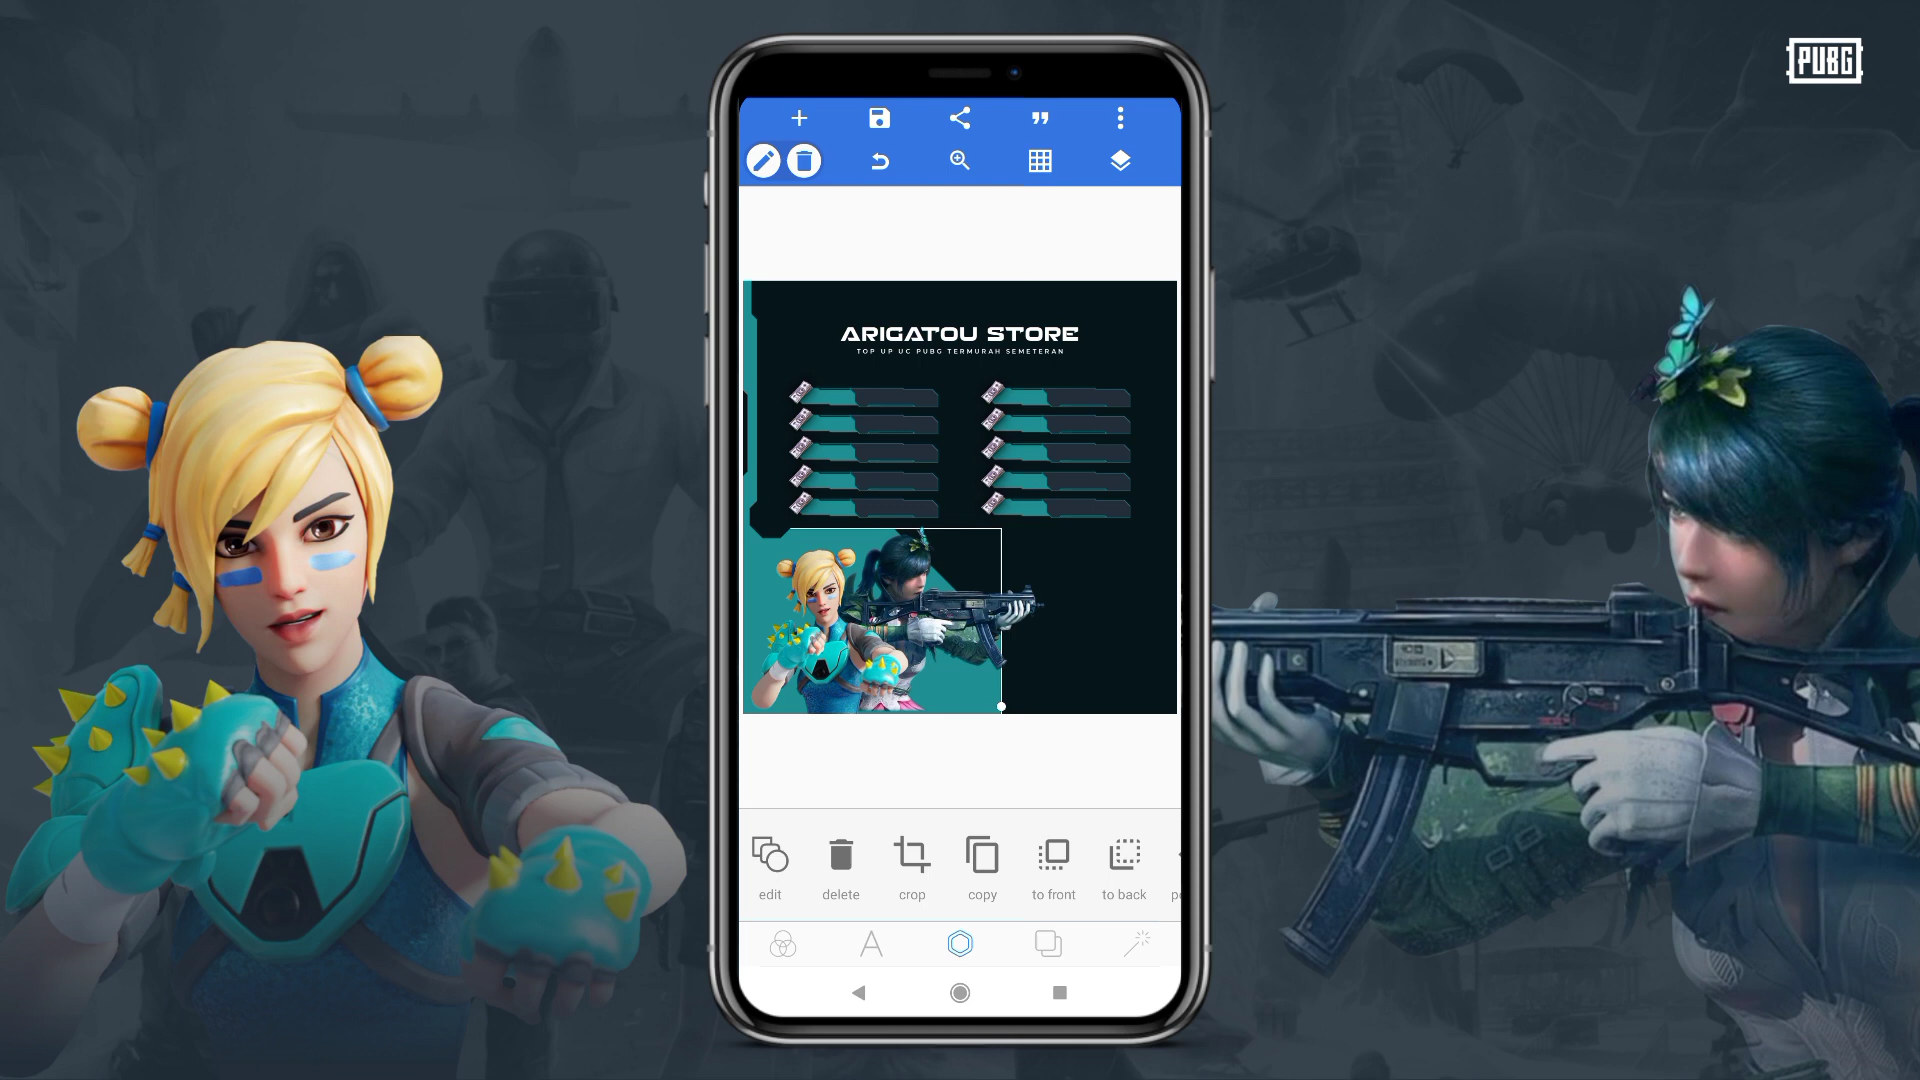 PUBG
ARIGATOU STORE
TOP UP UC PUBG TERMURAH SEMETERAN
edit
delete
crop
copy
to front
to back